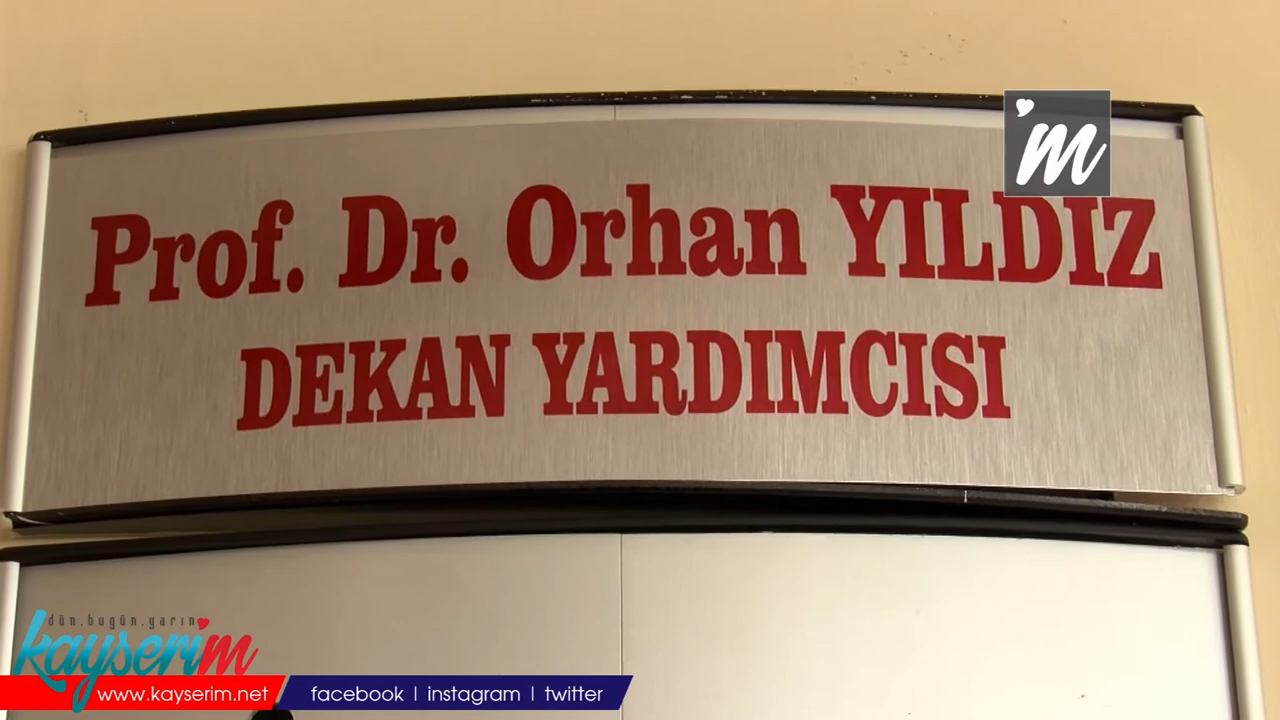 'm
Prof. Dr. Orhan YILDIZ
DEKAN YARDIMCISI
dün.bugün.yarın
kayserim
www.kayserim.net facebook | instagram | twitter